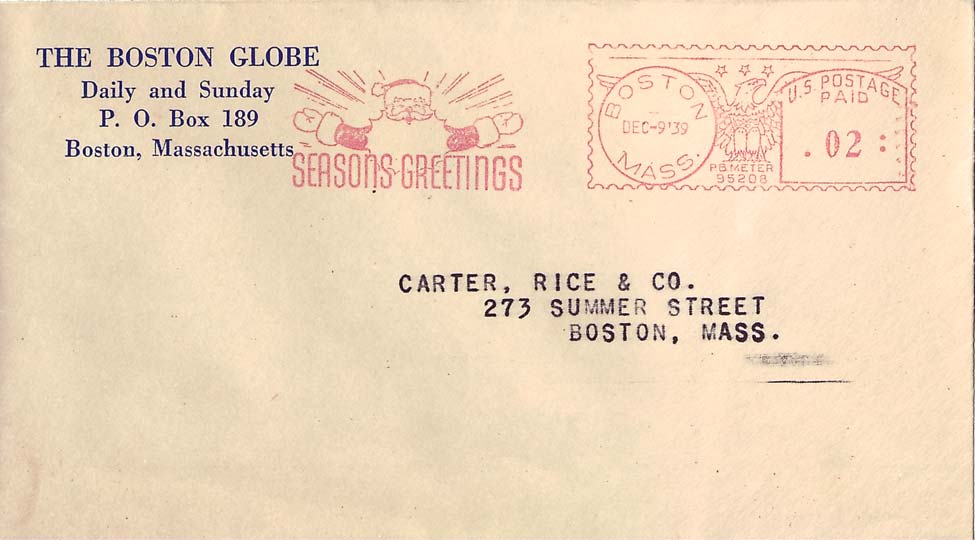 THE BOSTON GLOBE
Daily and Sunday
P. O. Box 189
Boston, Massachusetts
SEASONS GREETINGS
BOSTON
DEC-9'39
MASS.
P.B. METER
95208
U.S. POSTAGE
PAID
.02:
CARTER, RICE & CO.
273 SUMMER STREET
BOSTON, MASS.